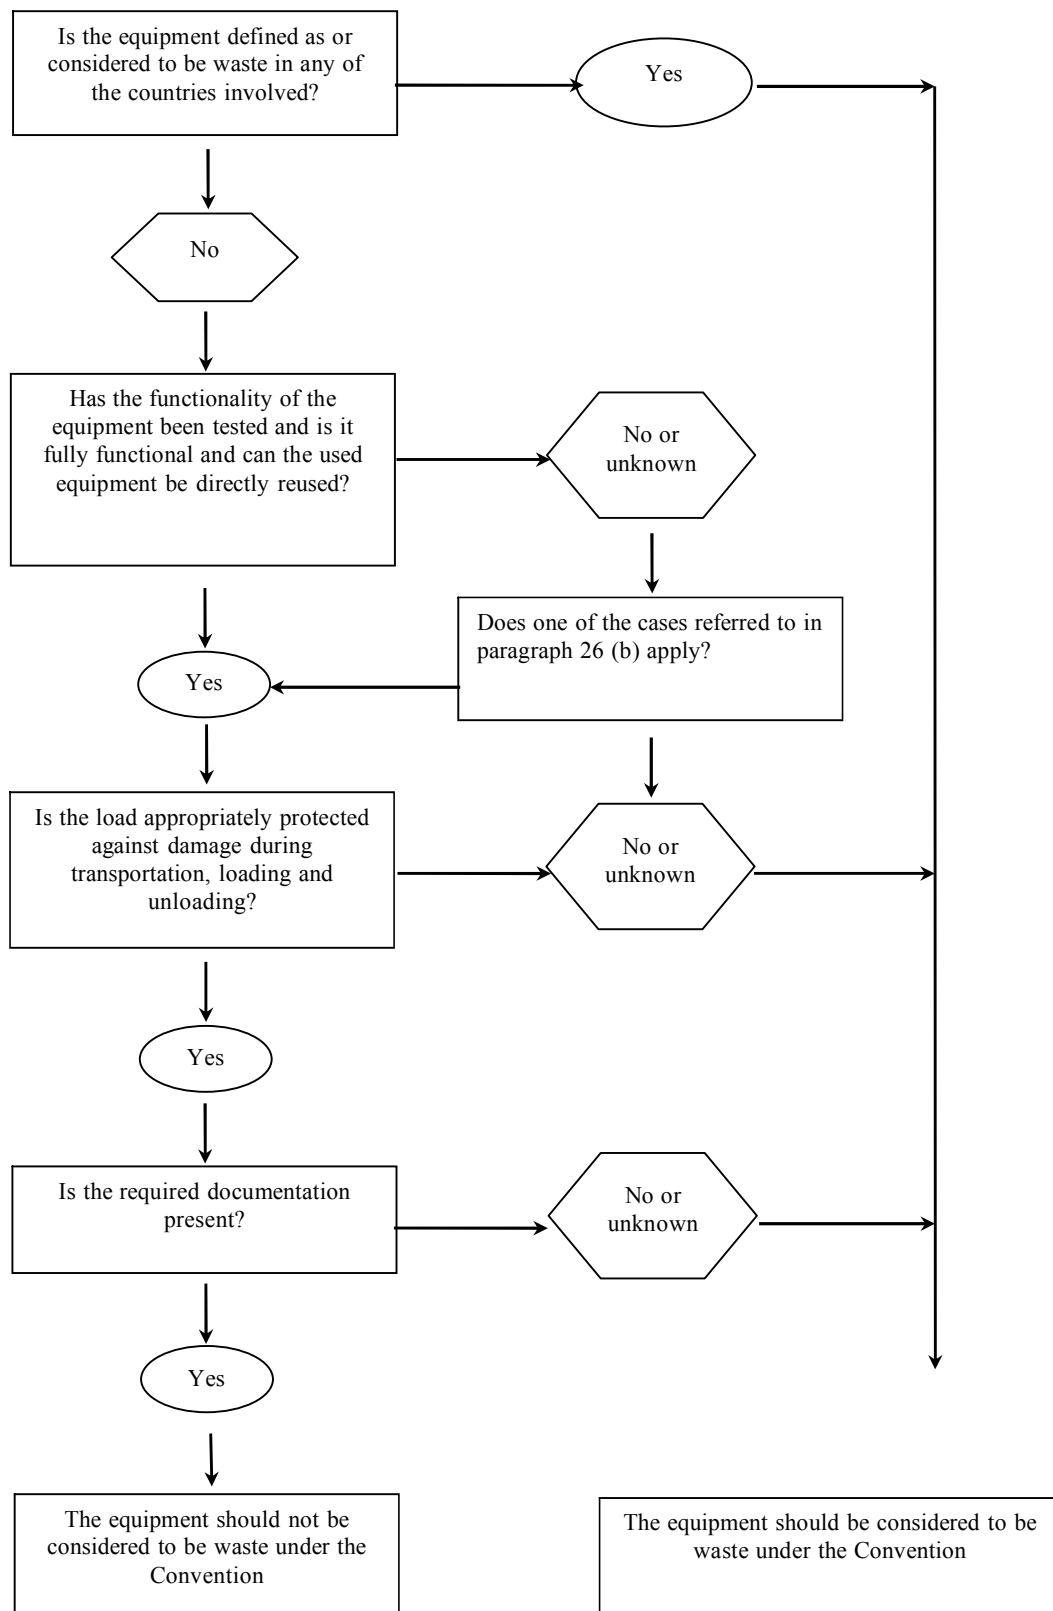 Is the equipment defined as or
considered to be waste in any of
the countries involved?
Yes
No
Has the functionality of the
equipment been tested and is it
fully functional and can the used
equipment be directly reused?
No or
unknown
Does one of the cases referred to in
paragraph 26 (b) apply?
Yes
Is the load appropriately protected
against damage during
transportation, loading and
unloading?
No or
unknown
Yes
Is the required documentation
present?
No or
unknown
Yes
The equipment should not be
considered to be waste under the
Convention
The equipment should be considered to be
waste under the Convention